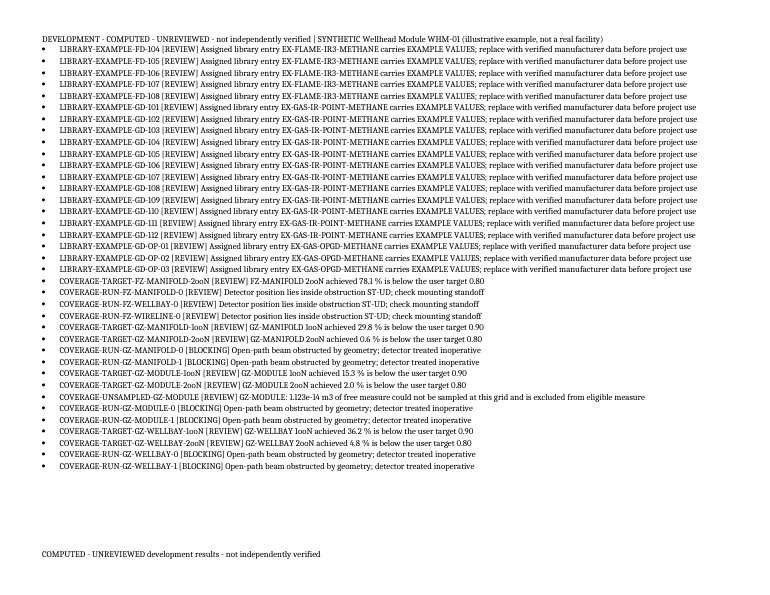 DEVELOPMENT - COMPUTED - UNREVIEWED - not independently verified | SYNTHETIC Wellhead Module WHM-01 (illustrative example, not a real facility)
• LIBRARY-EXAMPLE-FD-104 [REVIEW] Assigned library entry EX-FLAME-IR3-METHANE carries EXAMPLE VALUES; replace with verified manufacturer data before project use
• LIBRARY-EXAMPLE-FD-105 [REVIEW] Assigned library entry EX-FLAME-IR3-METHANE carries EXAMPLE VALUES; replace with verified manufacturer data before project use
• LIBRARY-EXAMPLE-FD-106 [REVIEW] Assigned library entry EX-FLAME-IR3-METHANE carries EXAMPLE VALUES; replace with verified manufacturer data before project use
• LIBRARY-EXAMPLE-FD-107 [REVIEW] Assigned library entry EX-FLAME-IR3-METHANE carries EXAMPLE VALUES; replace with verified manufacturer data before project use
• LIBRARY-EXAMPLE-FD-108 [REVIEW] Assigned library entry EX-FLAME-IR3-METHANE carries EXAMPLE VALUES; replace with verified manufacturer data before project use
• LIBRARY-EXAMPLE-GD-101 [REVIEW] Assigned library entry EX-GAS-IR-POINT-METHANE carries EXAMPLE VALUES; replace with verified manufacturer data before project use
• LIBRARY-EXAMPLE-GD-102 [REVIEW] Assigned library entry EX-GAS-IR-POINT-METHANE carries EXAMPLE VALUES; replace with verified manufacturer data before project use
• LIBRARY-EXAMPLE-GD-103 [REVIEW] Assigned library entry EX-GAS-IR-POINT-METHANE carries EXAMPLE VALUES; replace with verified manufacturer data before project use
• LIBRARY-EXAMPLE-GD-104 [REVIEW] Assigned library entry EX-GAS-IR-POINT-METHANE carries EXAMPLE VALUES; replace with verified manufacturer data before project use
• LIBRARY-EXAMPLE-GD-105 [REVIEW] Assigned library entry EX-GAS-IR-POINT-METHANE carries EXAMPLE VALUES; replace with verified manufacturer data before project use
• LIBRARY-EXAMPLE-GD-106 [REVIEW] Assigned library entry EX-GAS-IR-POINT-METHANE carries EXAMPLE VALUES; replace with verified manufacturer data before project use
• LIBRARY-EXAMPLE-GD-107 [REVIEW] Assigned library entry EX-GAS-IR-POINT-METHANE carries EXAMPLE VALUES; replace with verified manufacturer data before project use
• LIBRARY-EXAMPLE-GD-108 [REVIEW] Assigned library entry EX-GAS-IR-POINT-METHANE carries EXAMPLE VALUES; replace with verified manufacturer data before project use
• LIBRARY-EXAMPLE-GD-109 [REVIEW] Assigned library entry EX-GAS-IR-POINT-METHANE carries EXAMPLE VALUES; replace with verified manufacturer data before project use
• LIBRARY-EXAMPLE-GD-110 [REVIEW] Assigned library entry EX-GAS-IR-POINT-METHANE carries EXAMPLE VALUES; replace with verified manufacturer data before project use
• LIBRARY-EXAMPLE-GD-111 [REVIEW] Assigned library entry EX-GAS-IR-POINT-METHANE carries EXAMPLE VALUES; replace with verified manufacturer data before project use
• LIBRARY-EXAMPLE-GD-112 [REVIEW] Assigned library entry EX-GAS-IR-POINT-METHANE carries EXAMPLE VALUES; replace with verified manufacturer data before project use
• LIBRARY-EXAMPLE-GD-OP-01 [REVIEW] Assigned library entry EX-GAS-OPGD-METHANE carries EXAMPLE VALUES; replace with verified manufacturer data before project use
• LIBRARY-EXAMPLE-GD-OP-02 [REVIEW] Assigned library entry EX-GAS-OPGD-METHANE carries EXAMPLE VALUES; replace with verified manufacturer data before project use
• LIBRARY-EXAMPLE-GD-OP-03 [REVIEW] Assigned library entry EX-GAS-OPGD-METHANE carries EXAMPLE VALUES; replace with verified manufacturer data before project use
• COVERAGE-TARGET-FZ-MANIFOLD-2ooN [REVIEW] FZ-MANIFOLD 2ooN achieved 78.1 % is below the user target 0.80
• COVERAGE-RUN-FZ-MANIFOLD-0 [REVIEW] Detector position lies inside obstruction ST-UD; check mounting standoff
• COVERAGE-RUN-FZ-WELLBAY-0 [REVIEW] Detector position lies inside obstruction ST-UD; check mounting standoff
• COVERAGE-RUN-FZ-WIRELINE-0 [REVIEW] Detector position lies inside obstruction ST-UD; check mounting standoff
• COVERAGE-TARGET-GZ-MANIFOLD-1ooN [REVIEW] GZ-MANIFOLD 1ooN achieved 29.8 % is below the user target 0.90
• COVERAGE-TARGET-GZ-MANIFOLD-2ooN [REVIEW] GZ-MANIFOLD 2ooN achieved 0.6 % is below the user target 0.80
• COVERAGE-RUN-GZ-MANIFOLD-0 [BLOCKING] Open-path beam obstructed by geometry; detector treated inoperative
• COVERAGE-RUN-GZ-MANIFOLD-1 [BLOCKING] Open-path beam obstructed by geometry; detector treated inoperative
• COVERAGE-TARGET-GZ-MODULE-1ooN [REVIEW] GZ-MODULE 1ooN achieved 15.3 % is below the user target 0.90
• COVERAGE-TARGET-GZ-MODULE-2ooN [REVIEW] GZ-MODULE 2ooN achieved 2.0 % is below the user target 0.80
• COVERAGE-UNSAMPLED-GZ-MODULE [REVIEW] GZ-MODULE: 1.123e-14 m3 of free measure could not be sampled at this grid and is excluded from eligible measure
• COVERAGE-RUN-GZ-MODULE-0 [BLOCKING] Open-path beam obstructed by geometry; detector treated inoperative
• COVERAGE-RUN-GZ-MODULE-1 [BLOCKING] Open-path beam obstructed by geometry; detector treated inoperative
• COVERAGE-TARGET-GZ-WELLBAY-1ooN [REVIEW] GZ-WELLBAY 1ooN achieved 36.2 % is below the user target 0.90
• COVERAGE-TARGET-GZ-WELLBAY-2ooN [REVIEW] GZ-WELLBAY 2ooN achieved 4.8 % is below the user target 0.80
• COVERAGE-RUN-GZ-WELLBAY-0 [BLOCKING] Open-path beam obstructed by geometry; detector treated inoperative
• COVERAGE-RUN-GZ-WELLBAY-1 [BLOCKING] Open-path beam obstructed by geometry; detector treated inoperative
COMPUTED - UNREVIEWED development results - not independently verified